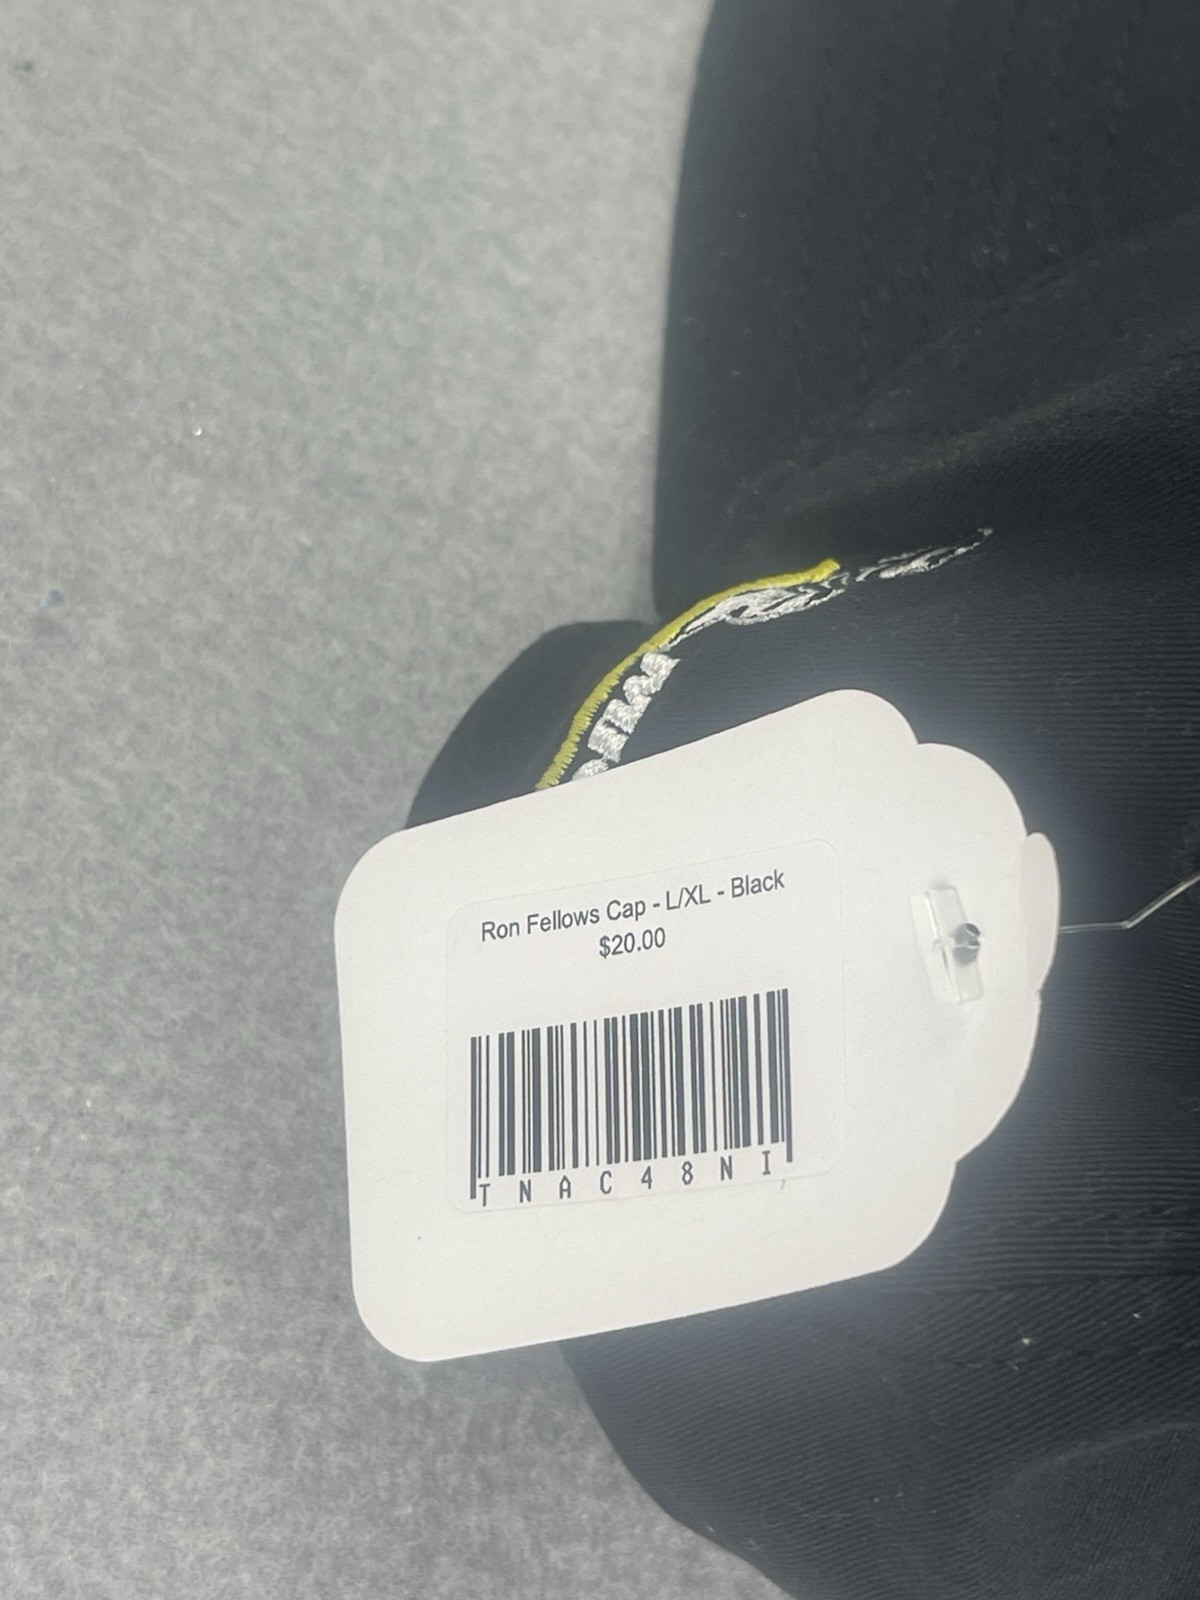 Ron Fellows Cap - L/XL - Black
$20.00
TNAC48NI